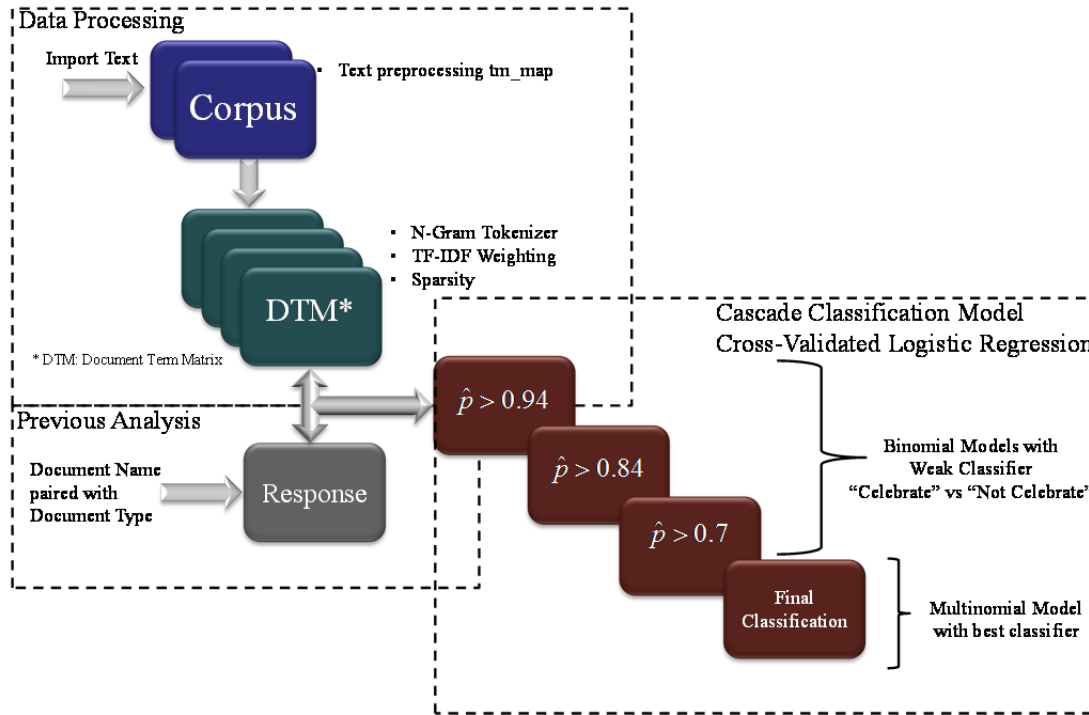 Data Processing
Import Text
Corpus
▪ Text preprocessing tm_map
▪ N-Gram Tokenizer
▪ TF-IDF Weighting
▪ Sparsity
DTM*
* DTM: Document Term Matrix
Cascade Classification Model
Cross-Validated Logistic Regression
p̂ > 0.94
p̂ > 0.84
p̂ > 0.7
Binomial Models with
Weak Classifier
“Celebrate” vs “Not Celebrate”
Previous Analysis
Document Name
paired with
Document Type
Response
Final
Classification
Multinomial Model
with best classifier